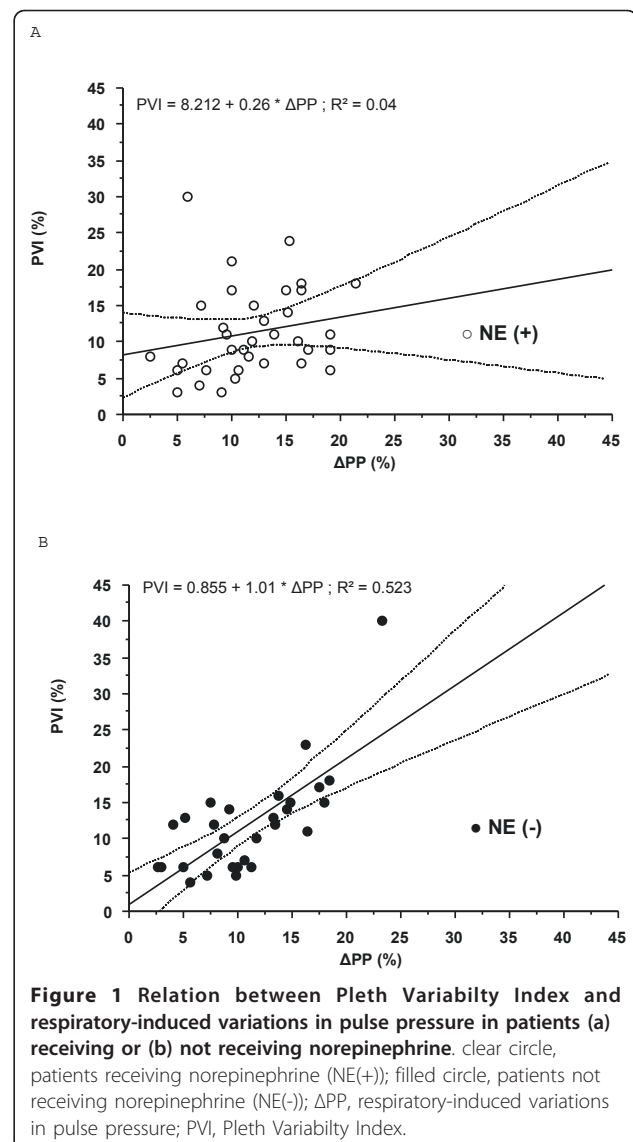 A
PVI = 8.212 + 0.26 * ΔPP ; R² = 0.04
45
40
35
30
25
20
15
10
5
0
PVI (%)
NE (+)
0 5 10 15 20 25 30 35 40 45
ΔPP (%)
B
PVI = 0.855 + 1.01 * ΔPP ; R² = 0.523
45
40
35
30
25
20
15
10
5
0
PVI (%)
NE (-)
0 5 10 15 20 25 30 35 40 45
ΔPP (%)
Figure 1 Relation between Pleth Variabilty Index and
respiratory-induced variations in pulse pressure in patients (a)
receiving or (b) not receiving norepinephrine. clear circle,
patients receiving norepinephrine (NE(+)); filled circle, patients not
receiving norepinephrine (NE(-)); ΔPP, respiratory-induced variations
in pulse pressure; PVI, Pleth Variabilty Index.